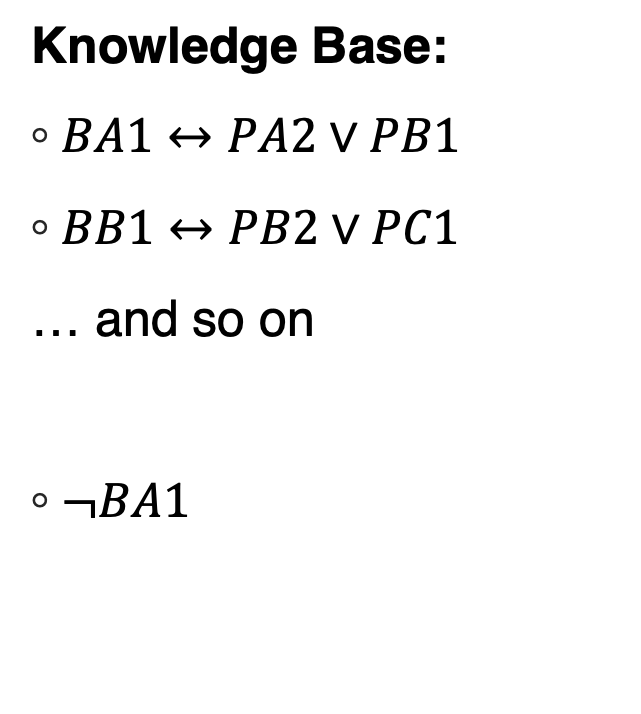 Knowledge Base:
◦ BA1 ↔ PA2 ∨ PB1
◦ BB1 ↔ PB2 ∨ PC1
… and so on
◦ ¬BA1